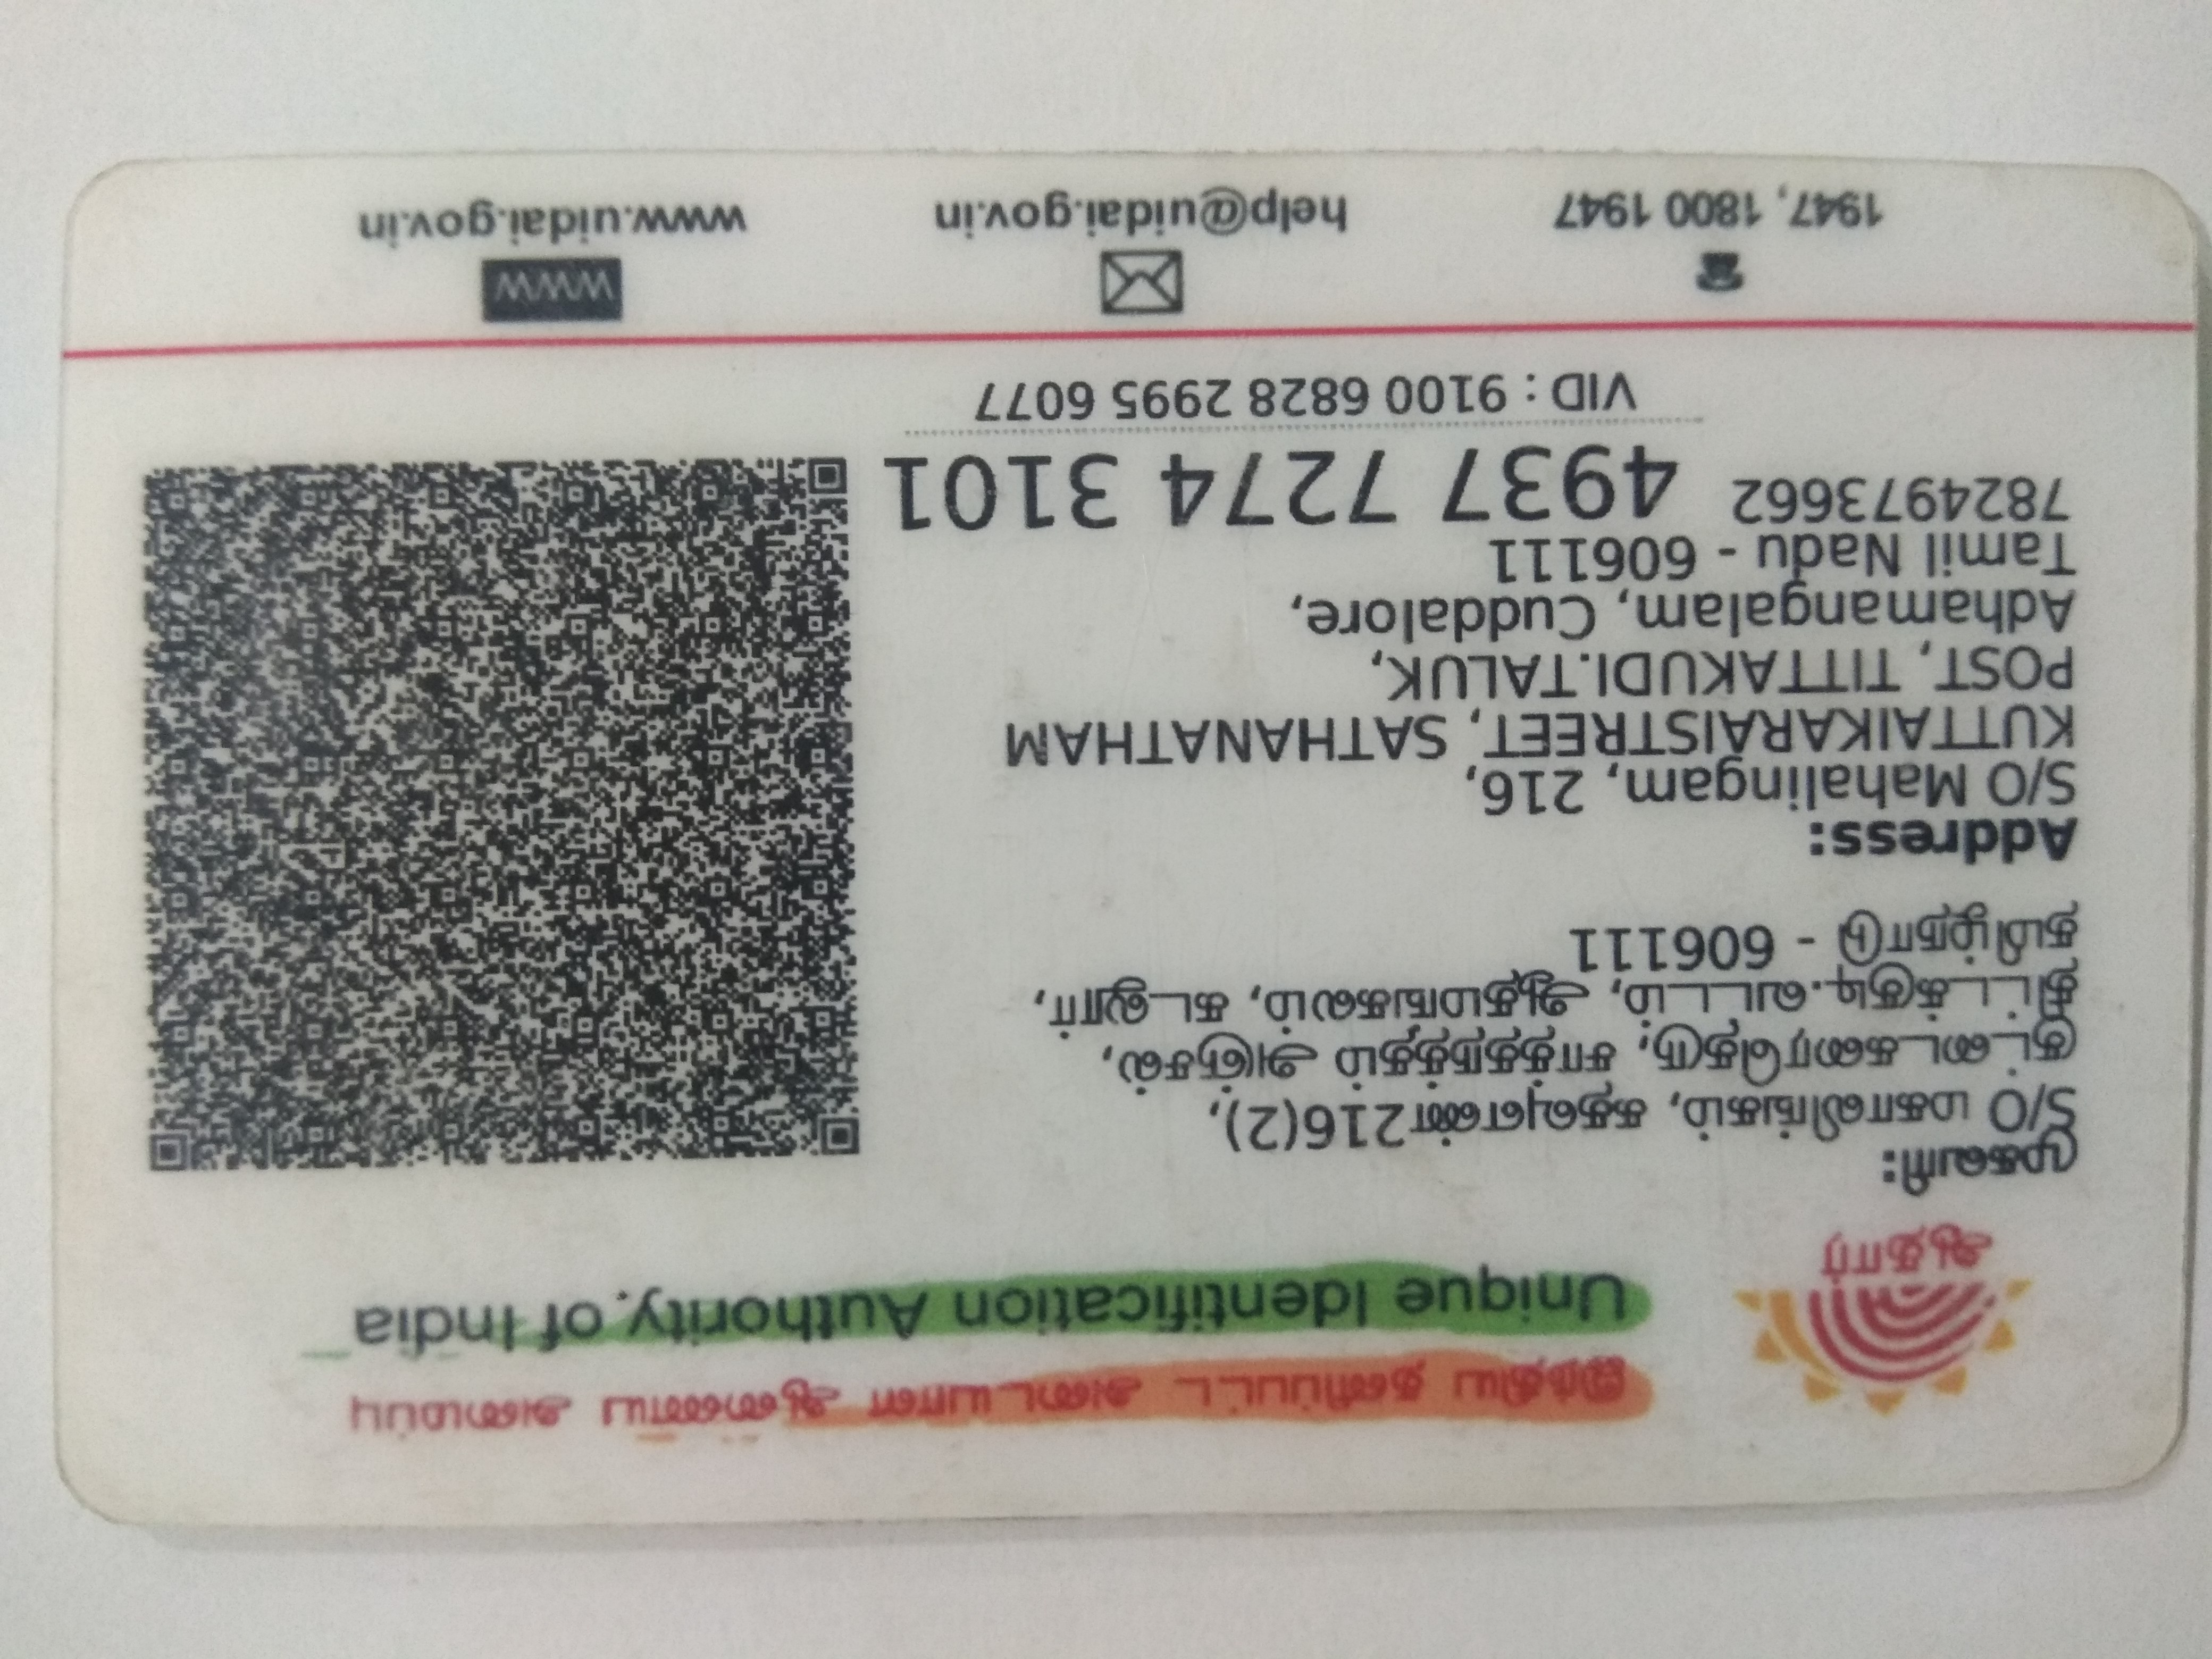 இந்திய தனிப்பட்ட அடையாள ஆணைய அமைப்பு
Unique Identification Authority of India
ஆதார்
முகவரி:
S/O மகாலிங்கம், கதவுஎண்216(2),
குட்டைகரைதெரு, சாத்தநத்தம் அஞ்சல்,
திட்டக்குடி.வட்டம், ஆதமங்கலம், கடலூர்,
தமிழ்நாடு - 606111
Address:
S/O Mahalingam, 216,
KUTTAIKARAISTREET, SATHANATHAM
POST, TITTAKUDI.TALUK,
Adhamangalam, Cuddalore,
Tamil Nadu - 606111
7824973662
4937 7274 3101
VID : 9100 6828 2995 6077
1947, 1800 1947
help@uidai.gov.in
WWW
www.uidai.gov.in